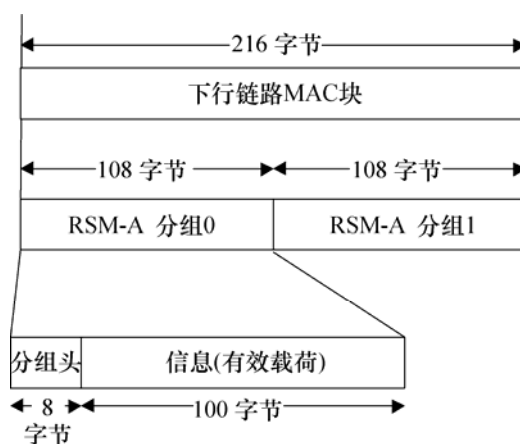 216 字节
下行链路MAC块
108 字节
108 字节
RSM-A 分组0
RSM-A 分组1
分组头
信息(有效载荷)
8
字节
100 字节